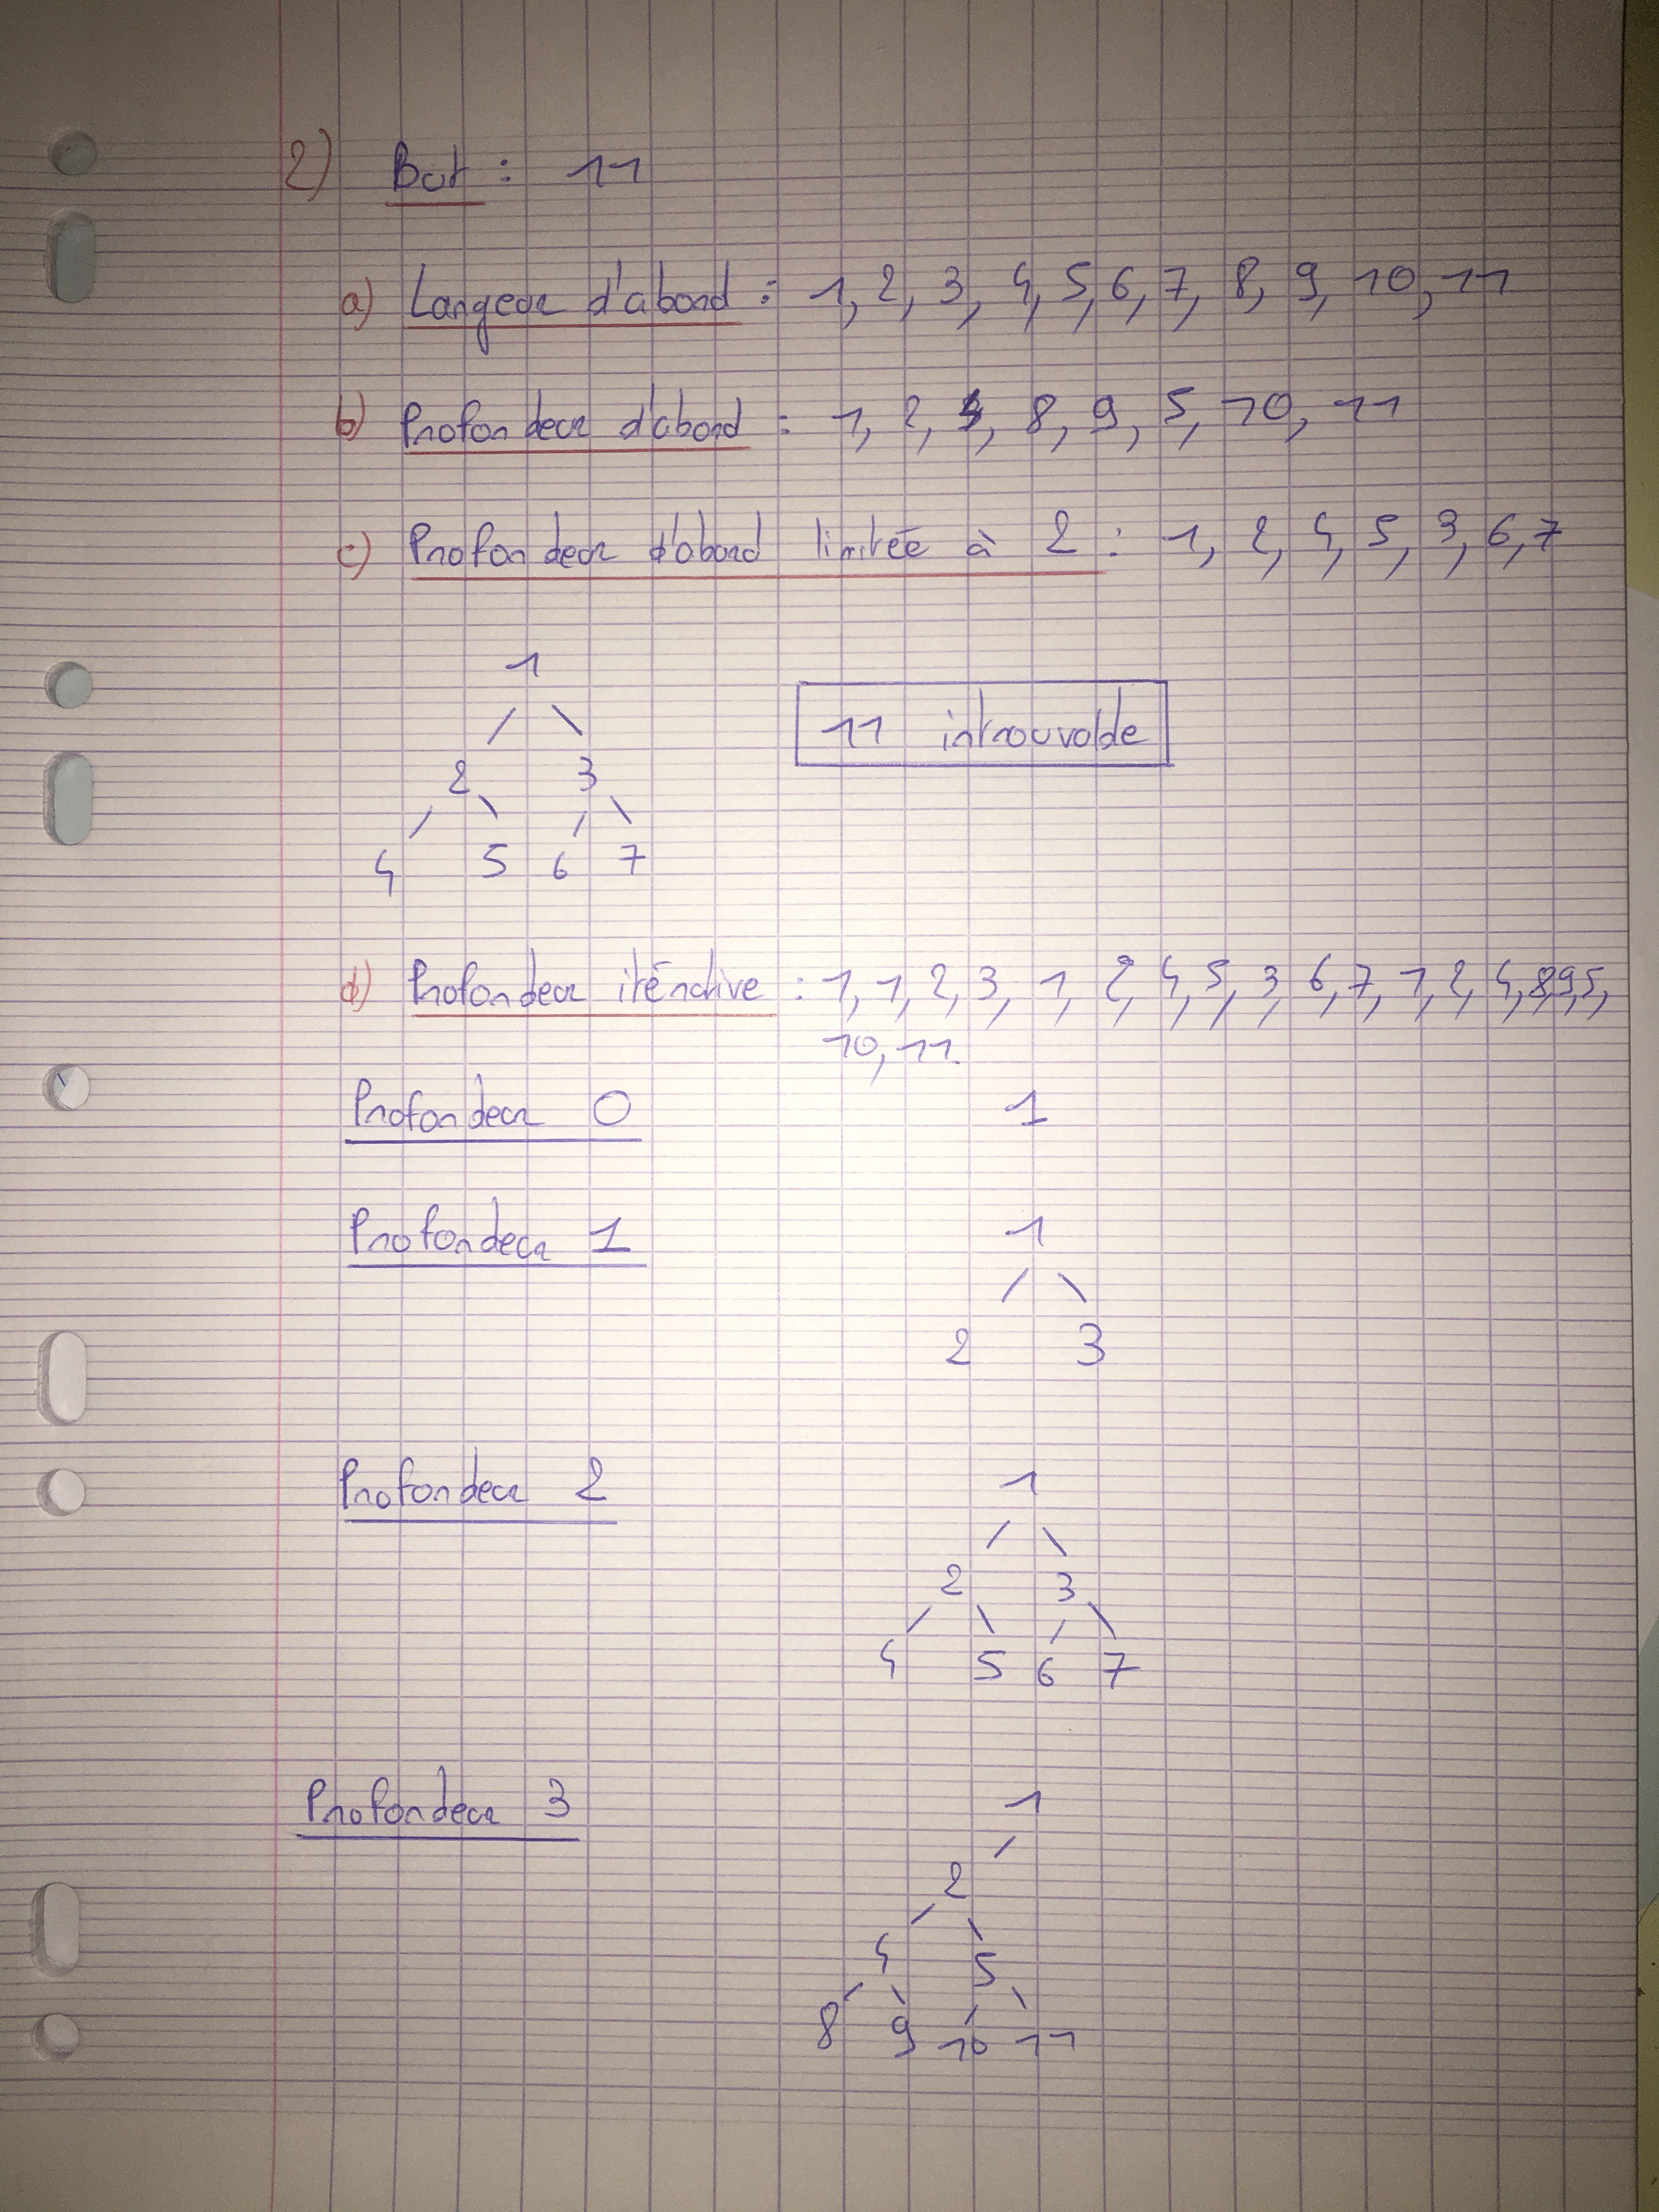 2) But : 11
a) Largeur d'abord : 1, 2, 3, 4, 5, 6, 7, 8, 9, 10, 11
b) Profondeur d'abord : 1, 2, 4, 8, 9, 5, 10, 11
c) Profondeur d'abord limitée à 2 : 1, 2, 4, 5, 3, 6, 7
1
11 introuvable
2 3
4 5 6 7
d) Profondeur itérative : 1, 1, 2, 3, 1, 2, 4, 5, 3, 6, 7, 1, 2, 4, 8, 9, 5,
10, 11.
Profondeur 0 1
Profondeur 1 1
2 3
Profondeur 2 1
2 3
4 5 6 7
Profondeur 3 1
2
4 5
8 9 10 11